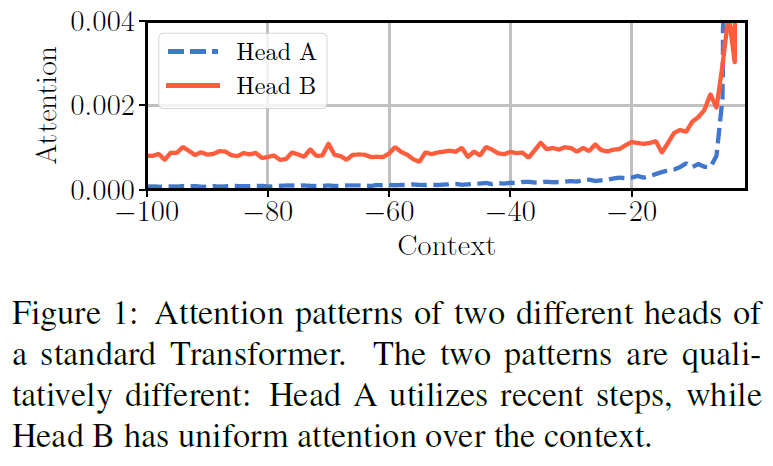 0.004
0.002
0.000
Attention
Head A
Head B
−100
−80
−60
−40
−20
Context
Figure 1: Attention patterns of two different heads of
a standard Transformer. The two patterns are quali-
tatively different: Head A utilizes recent steps, while
Head B has uniform attention over the context.